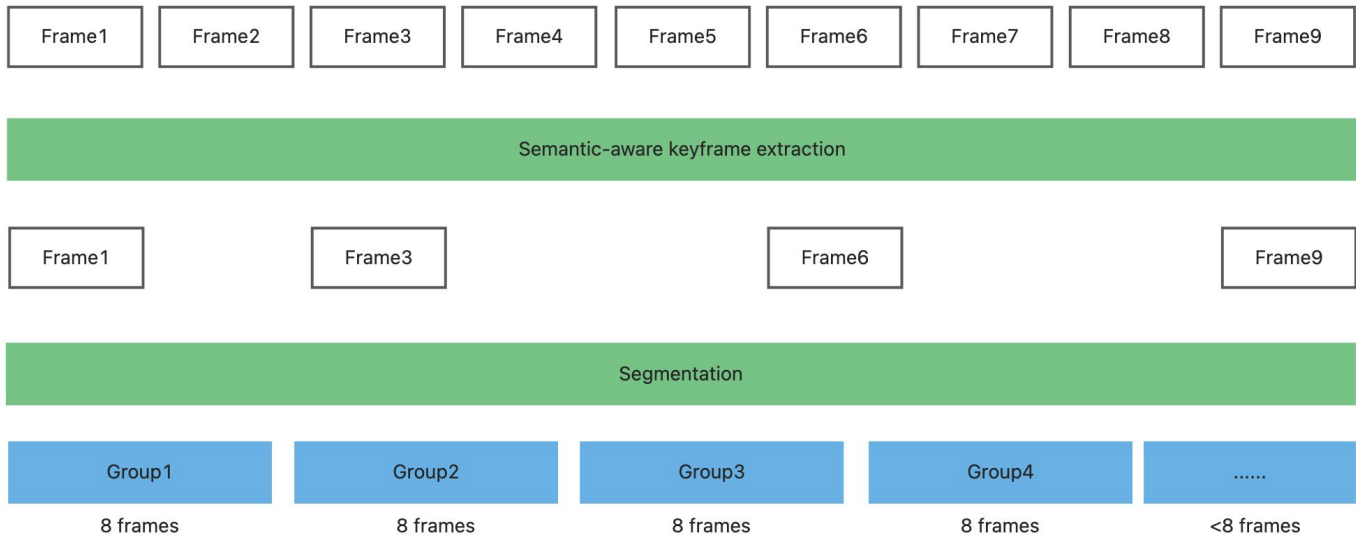 Frame1 Frame2 Frame3 Frame4 Frame5 Frame6 Frame7 Frame8 Frame9
Semantic-aware keyframe extraction
Frame1 Frame3 Frame6 Frame9
Segmentation
Group1 Group2 Group3 Group4 ......
8 frames 8 frames 8 frames 8 frames <8 frames